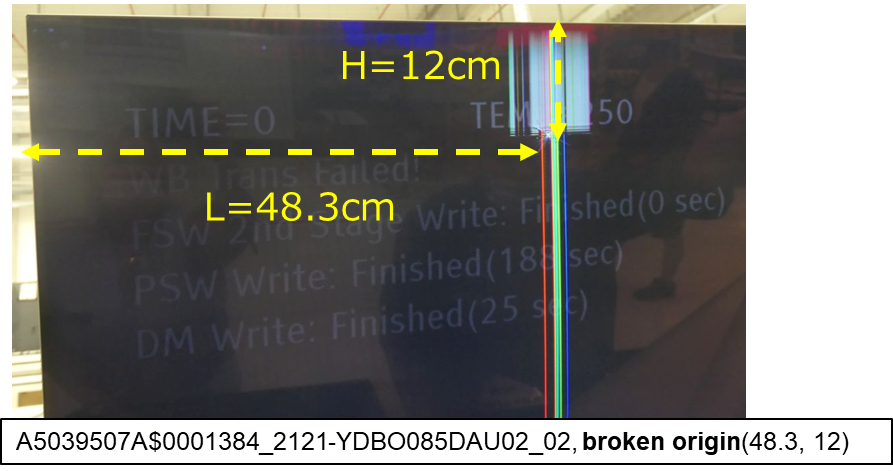 H=12cm
TIME=0 TEM 250
L=48.3cm
WB Trans Failed!
FSW 2nd Stage Write: Finished(0 sec)
PSW Write: Finished(188 sec)
DM Write: Finished(25 sec)
A5039507A$0001384_2121-YDBO085DAU02_02, broken origin(48.3, 12)